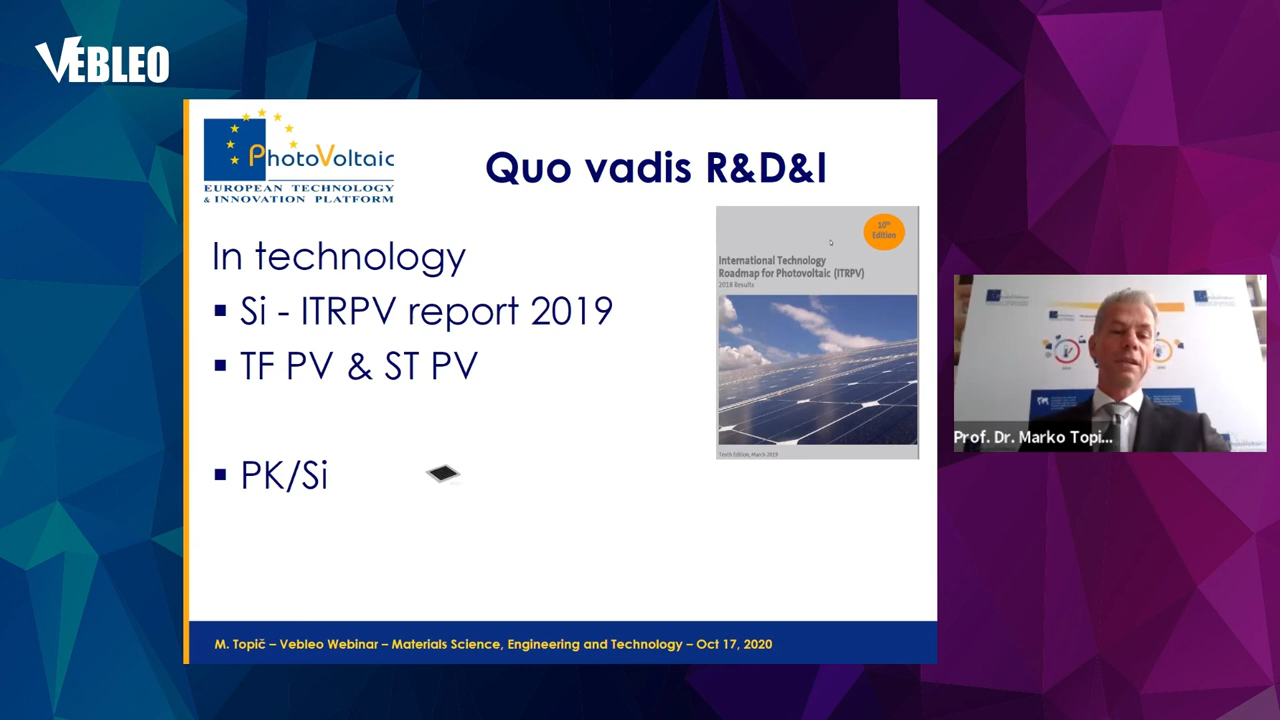 VEBLEO
PhotoVoltaic
EUROPEAN TECHNOLOGY
& INNOVATION PLATFORM
Quo vadis R&D&I
In technology
▪ Si - ITRPV report 2019
▪ TF PV & ST PV
▪ PK/Si
10th
Edition
International Technology
Roadmap for Photovoltaic (ITRPV)
2018 Results
Tenth Edition, March 2019
Prof. Dr. Marko Topi...
M. Topič – Vebleo Webinar – Materials Science, Engineering and Technology – Oct 17, 2020